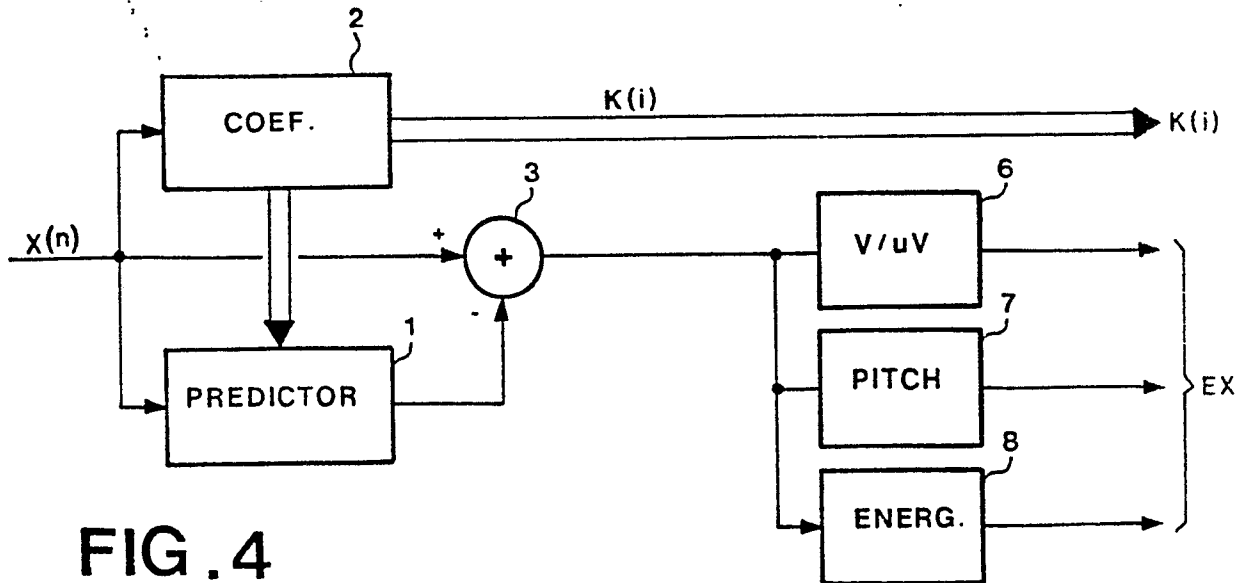 2
COEF.
K(i)
K(i)
X(n)
+
3
+
-
6
V/uV
1
PREDICTOR
7
PITCH
EX
8
ENERG.
FIG.4